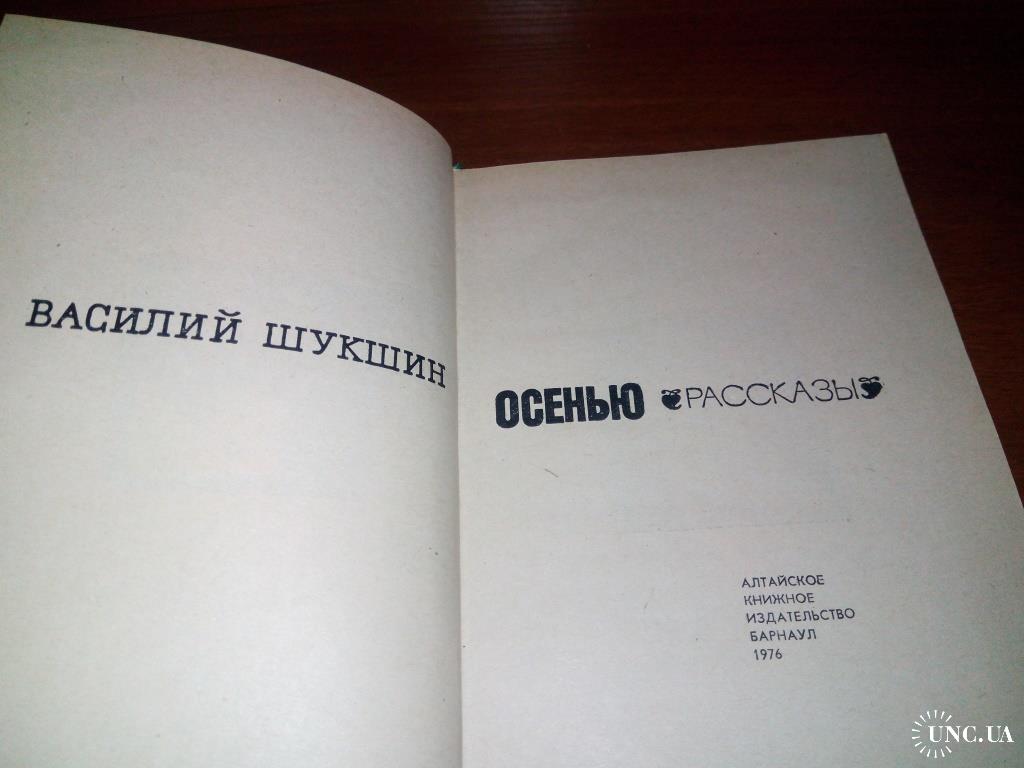 ВАСИЛИЙ ШУКШИН
ОСЕНЬЮ РАССКАЗЫ
АЛТАЙСКОЕ
КНИЖНОЕ
ИЗДАТЕЛЬСТВО
БАРНАУЛ
1976
UNC.UA